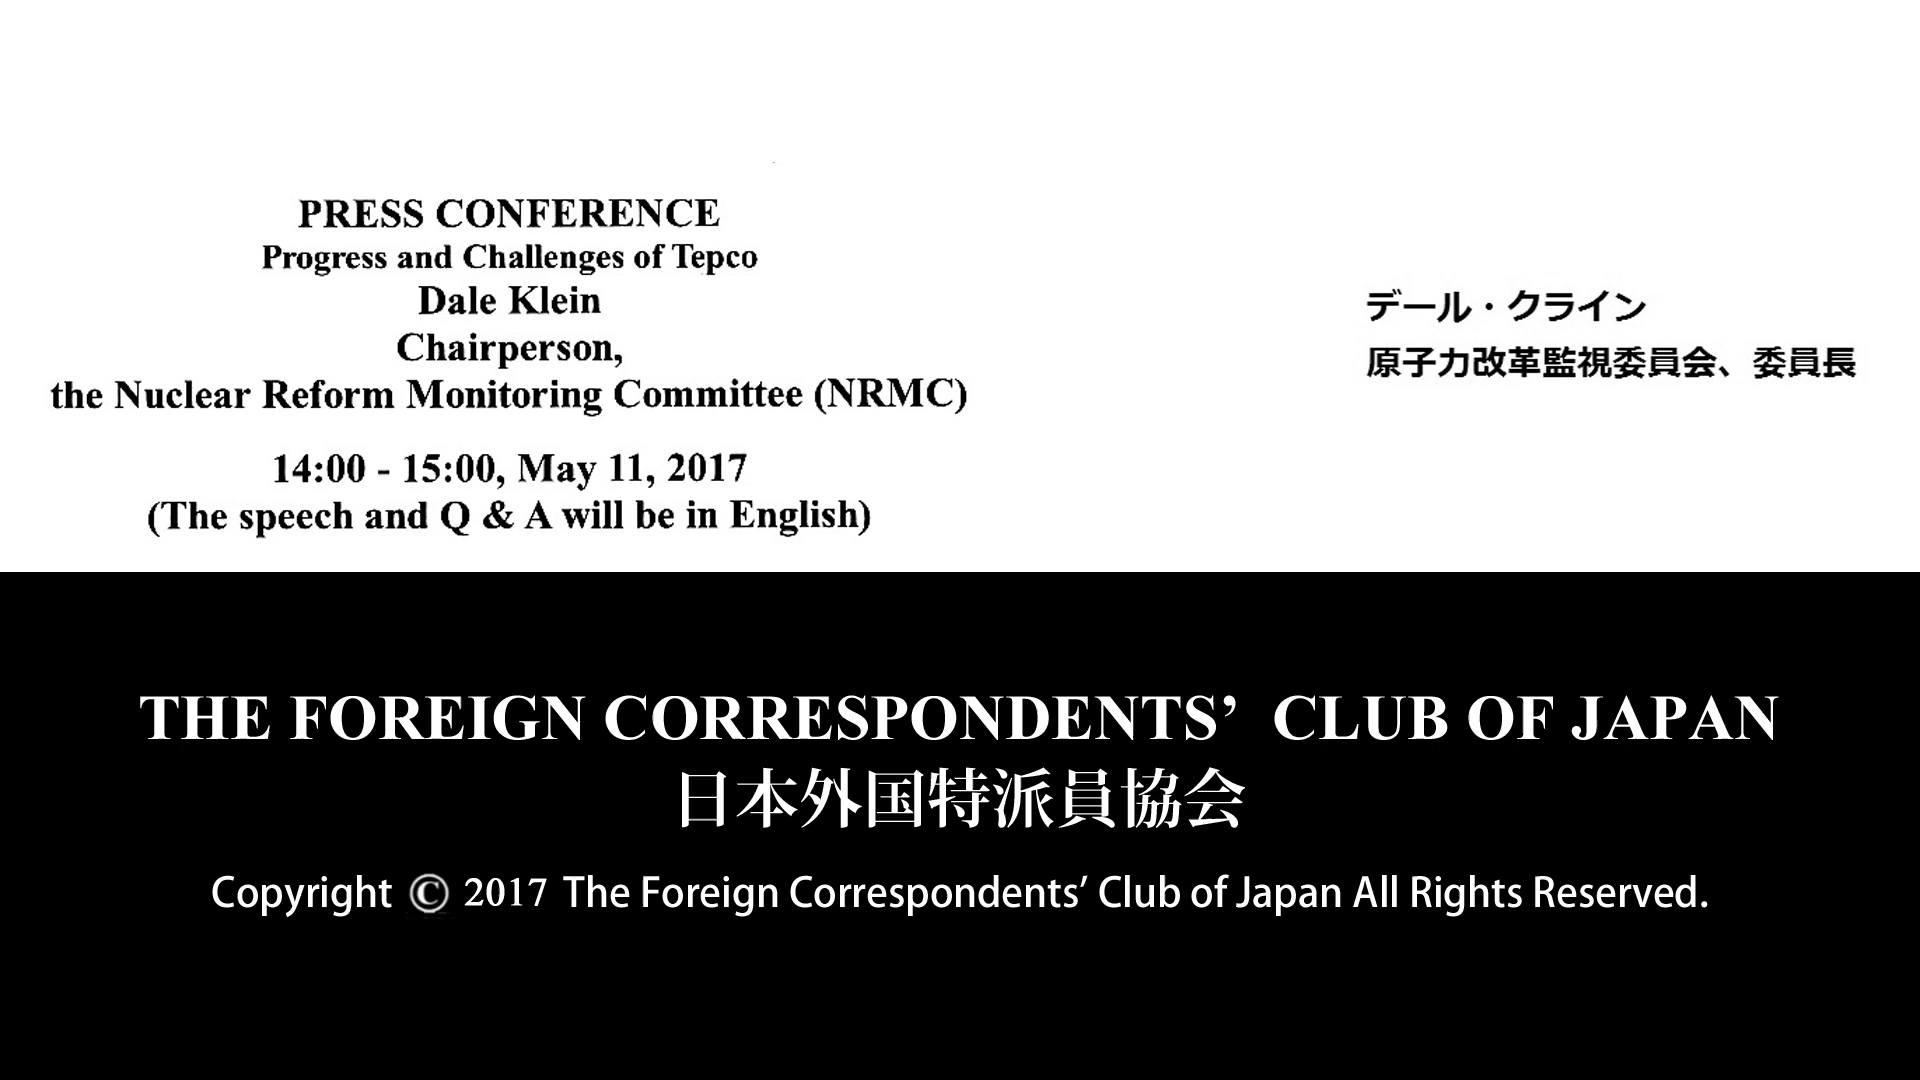 PRESS CONFERENCE
Progress and Challenges of Tepco
Dale Klein
Chairperson,
the Nuclear Reform Monitoring Committee (NRMC)
14:00 - 15:00, May 11, 2017
(The speech and Q & A will be in English)
デール・クライン
原子力改革監視委員会、委員長
THE FOREIGN CORRESPONDENTS’ CLUB OF JAPAN
日本外国特派員協会
Copyright © 2017 The Foreign Correspondents’ Club of Japan All Rights Reserved.